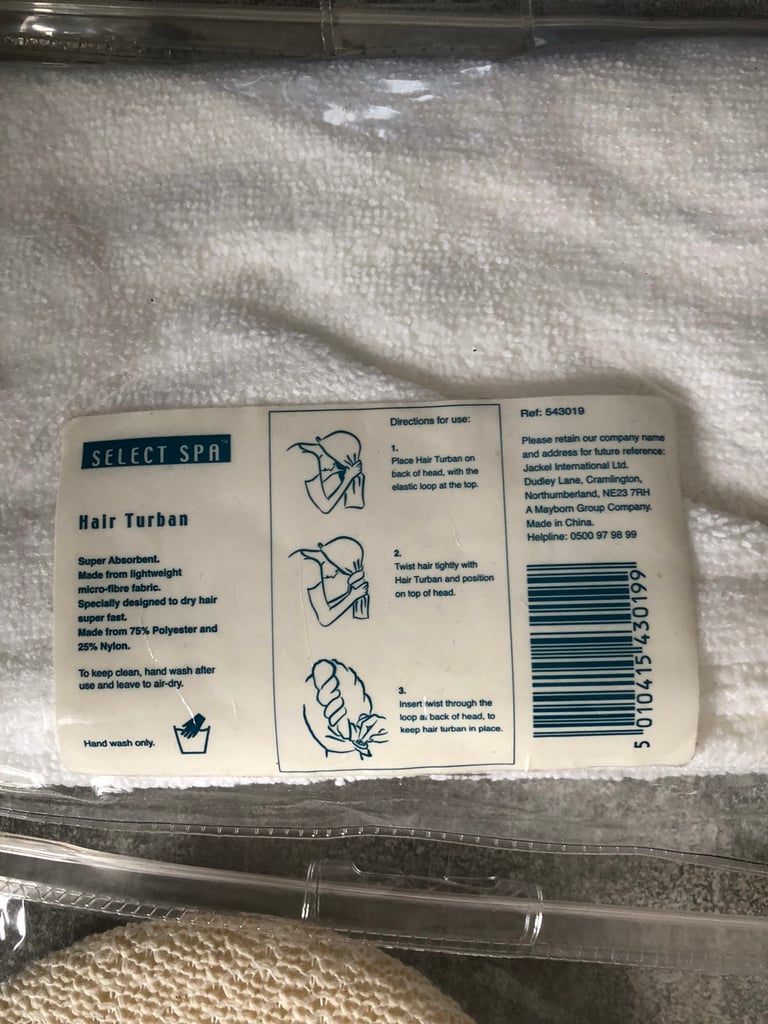 SELECT SPA™
Hair Turban
Super Absorbent.
Made from lightweight
micro-fibre fabric.
Specially designed to dry hair
super fast.
Made from 75% Polyester and
25% Nylon.
To keep clean, hand wash after
use and leave to air-dry.
Hand wash only.
Directions for use:
1.
Place Hair Turban on
back of head, with the
elastic loop at the top.
2.
Twist hair tightly with
Hair Turban and position
on top of head.
3.
Insert twist through the
loop at back of head, to
keep hair turban in place.
Ref: 543019
Please retain our company name
and address for future reference:
Jackel International Ltd.
Dudley Lane, Cramlington,
Northumberland, NE23 7RH
A Mayborn Group Company.
Made in China.
Helpline: 0500 97 98 99
5 010415 430199